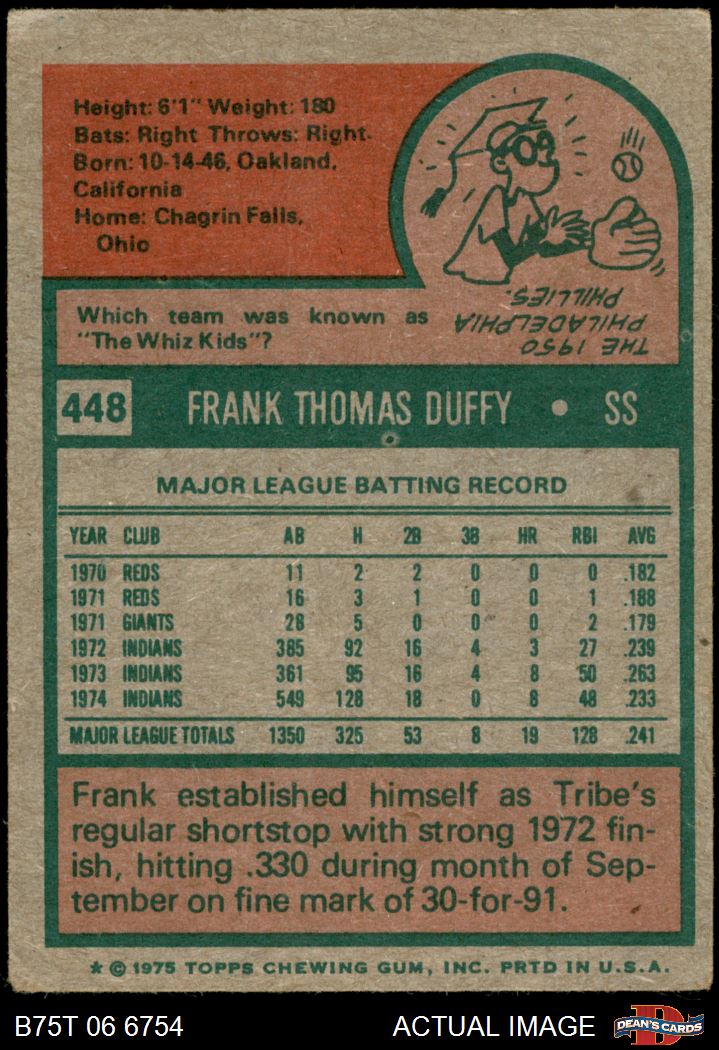 Height: 6'1" Weight: 180
Bats: Right Throws: Right
Born: 10-14-46, Oakland,
California
Home: Chagrin Falls,
Ohio
Which team was known as
"The Whiz Kids"?
THE 1950
PHILADELPHIA
PHILLIES.
448 FRANK THOMAS DUFFY • SS
MAJOR LEAGUE BATTING RECORD
YEAR CLUB AB H 2B 3B HR RBI AVG
1970 REDS 11 2 2 0 0 0 .182
1971 REDS 16 3 1 0 0 1 .188
1971 GIANTS 28 5 0 0 0 2 .179
1972 INDIANS 385 92 16 4 3 27 .239
1973 INDIANS 361 95 16 4 8 50 .263
1974 INDIANS 549 128 18 0 8 48 .233
MAJOR LEAGUE TOTALS 1350 325 53 8 19 128 .241
Frank established himself as Tribe's
regular shortstop with strong 1972 fin-
ish, hitting .330 during month of Sep-
tember on fine mark of 30-for-91.
* © 1975 TOPPS CHEWING GUM, INC. PRTD IN U.S.A.
B75T 06 6754 ACTUAL IMAGE D DEAN'S CARDS